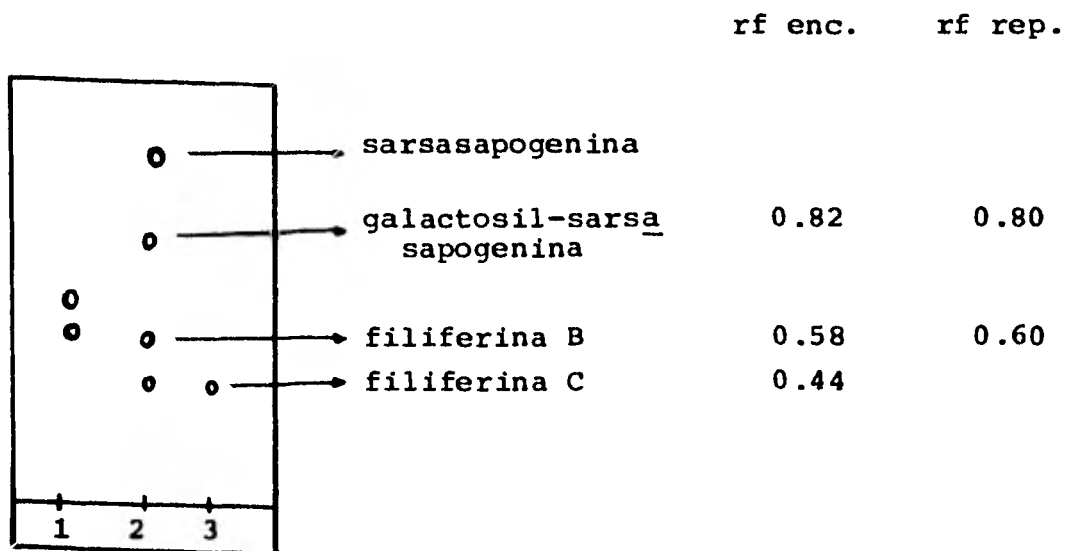 rf enc. rf rep.
sarsasapogenina
galactosil-sarsa 0.82 0.80
sapogenina
filiferina B 0.58 0.60
filiferina C 0.44
1 2 3